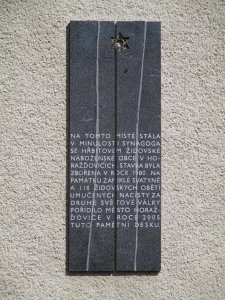 NA TOMTO MÍSTĚ STÁLA
V MINULOSTI SYNAGOGA
SE HŘBITOVEM ŽIDOVSKÉ
NÁBOŽENSKÉ OBCE V HO-
RAŽĎOVICÍCH. STAVBA BYLA
ZBOŘENA V ROCE 1980. NA
PAMÁTKU ZANIKLÉ SVATYNĚ
A 118 ŽIDOVSKÝCH OBĚTÍ
UMUČENÝCH NACISTY ZA
DRUHÉ SVĚTOVÉ VÁLKY
POŘÍDILO MĚSTO HORAŽ-
ĎOVICE V ROCE 2005
TUTO PAMĚTNÍ DESKU